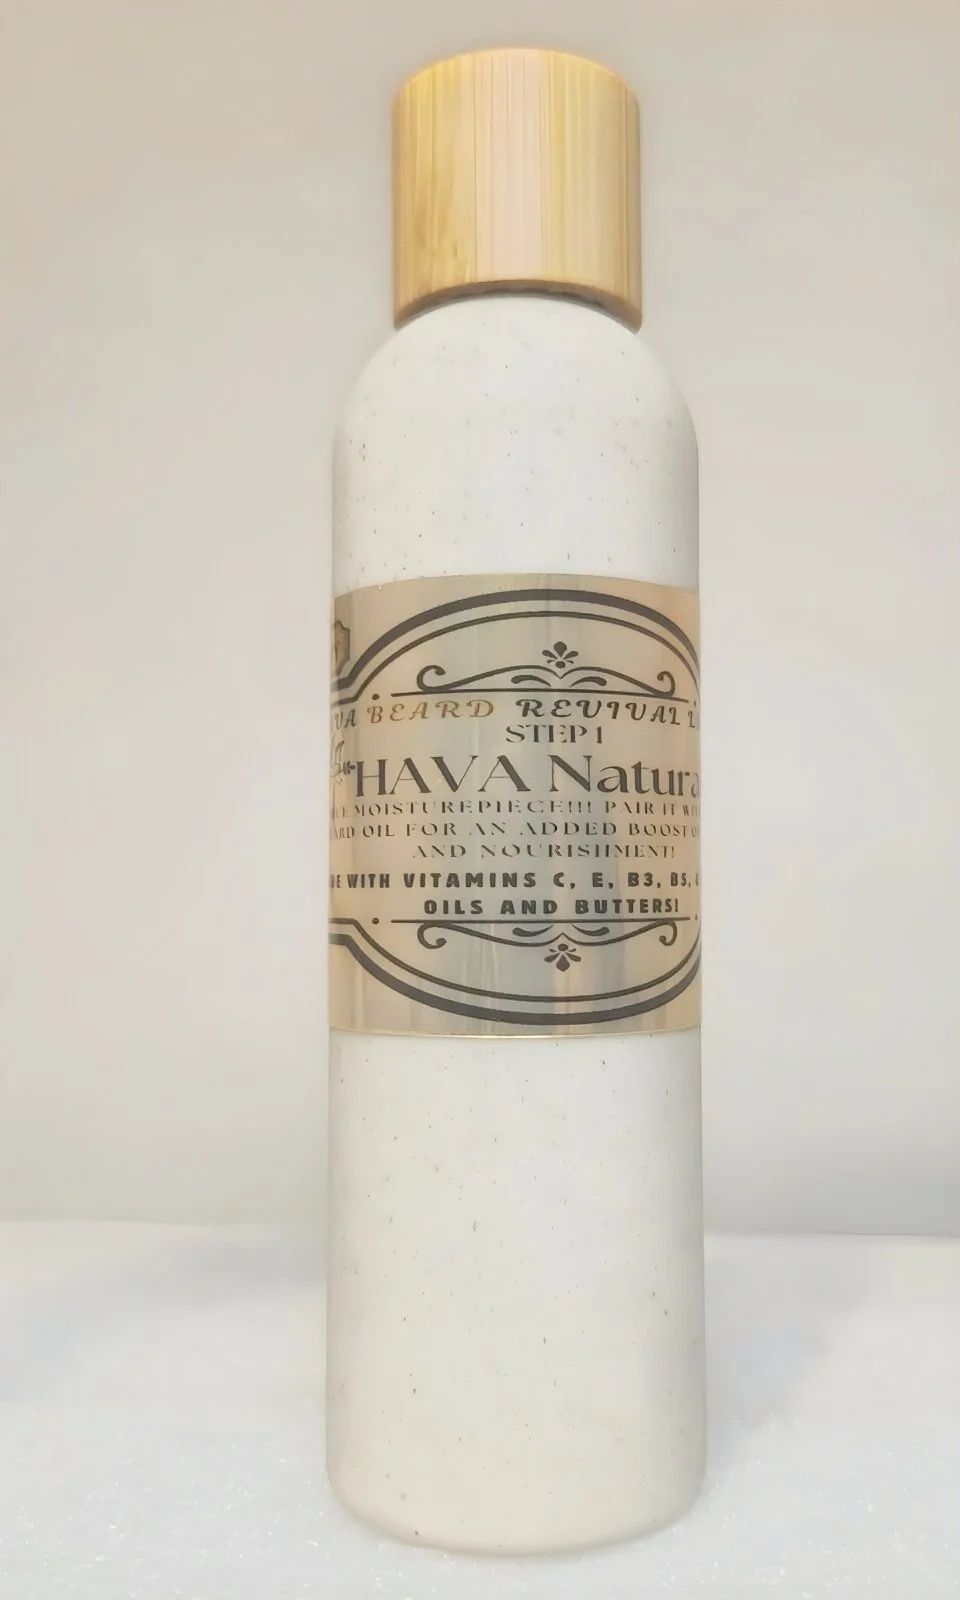 VA BEARD REVIVAL L
STEP 1
HAVA Natura
MOISTUREPIECE!!! PAIR IT WI
ARD OIL FOR AN ADDED BOOST O
AND NOURISHMENT!
DE WITH VITAMINS C, E, B3, B5,
OILS AND BUTTERS!